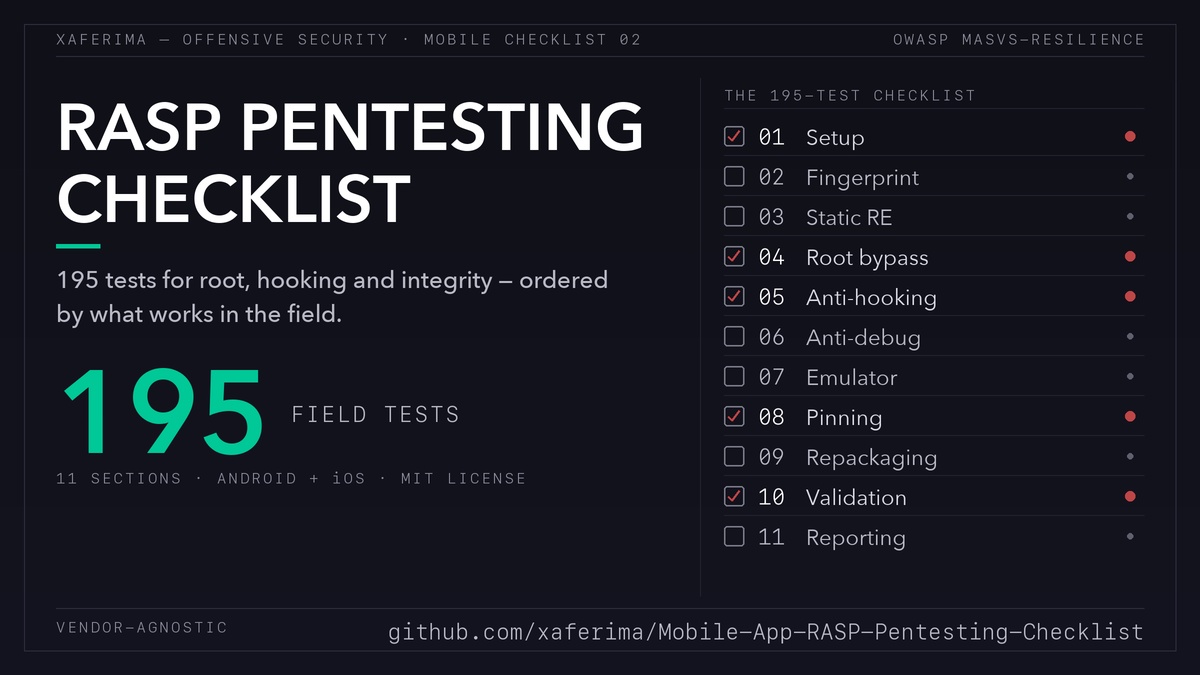 XAFERIMA — OFFENSIVE SECURITY · MOBILE CHECKLIST 02
OWASP MASVS-RESILIENCE
RASP PENTESTING
CHECKLIST
195 tests for root, hooking and integrity — ordered
by what works in the field.
195 FIELD TESTS
11 SECTIONS · ANDROID + iOS · MIT LICENSE
THE 195-TEST CHECKLIST
01 Setup
02 Fingerprint
03 Static RE
04 Root bypass
05 Anti-hooking
06 Anti-debug
07 Emulator
08 Pinning
09 Repackaging
10 Validation
11 Reporting
VENDOR-AGNOSTIC
github.com/xaferima/Mobile-App-RASP-Pentesting-Checklist